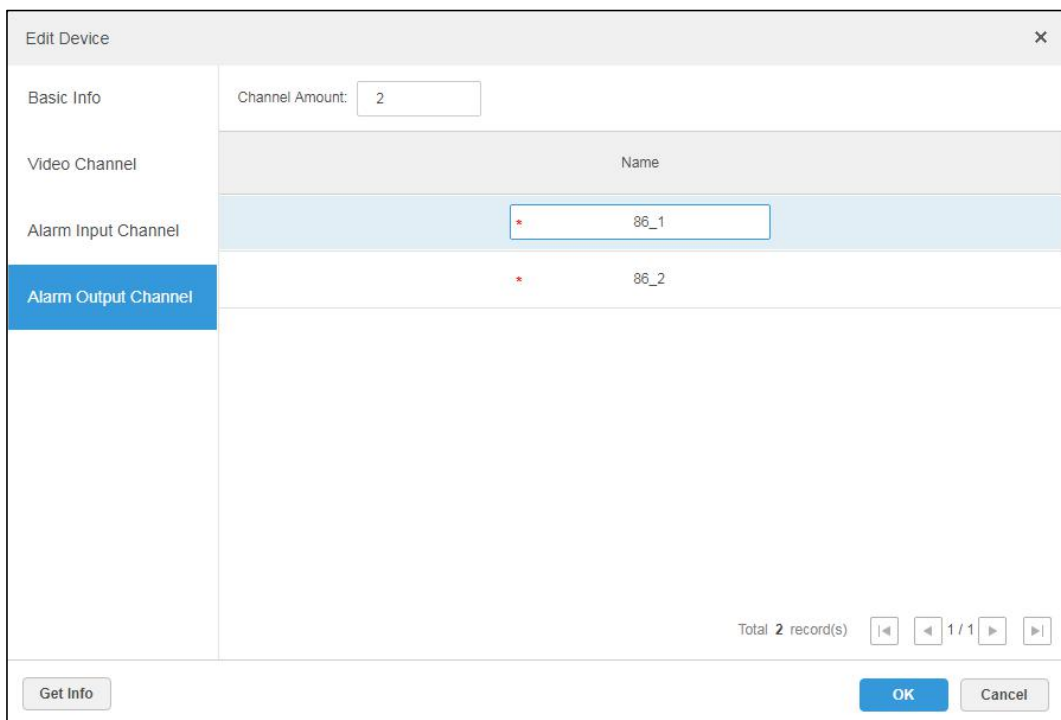 Edit Device
Basic Info
Video Channel
Alarm Input Channel
Alarm Output Channel
Channel Amount: 2
Name
* 86_1
* 86_2
Total 2 record(s) 1 / 1
Get Info
OK
Cancel